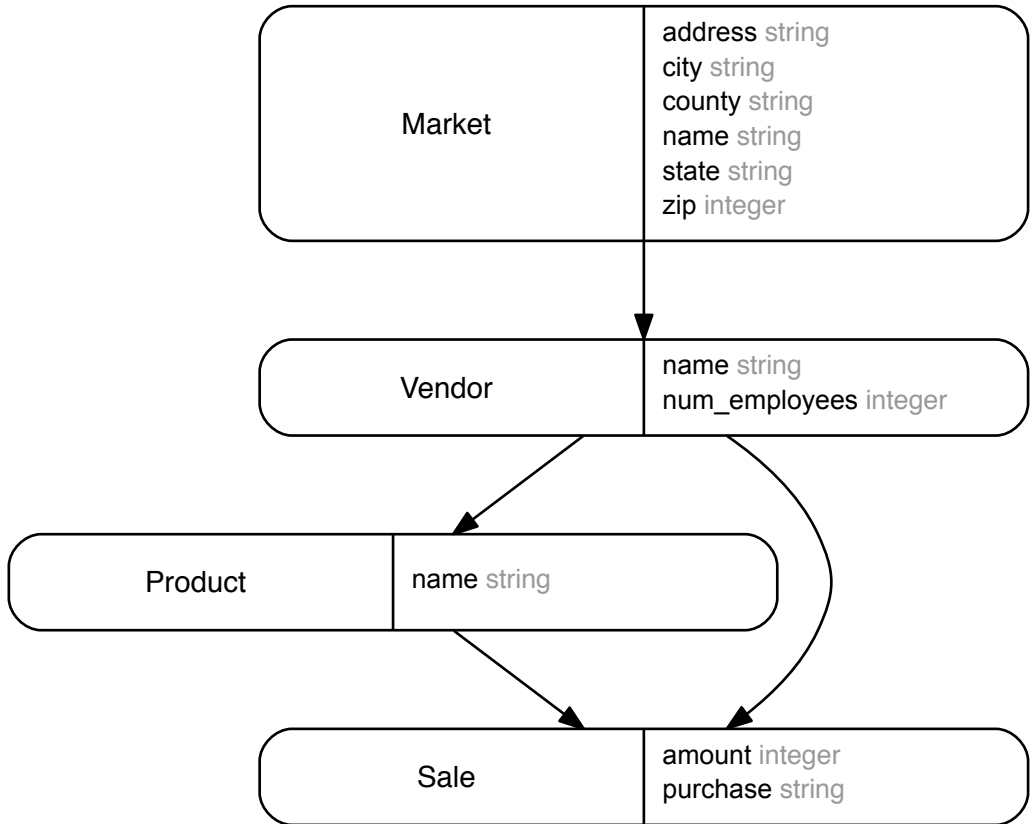 Market
address string
city string
county string
name string
state string
zip integer
Vendor
name string
num_employees integer
Product
name string
Sale
amount integer
purchase string